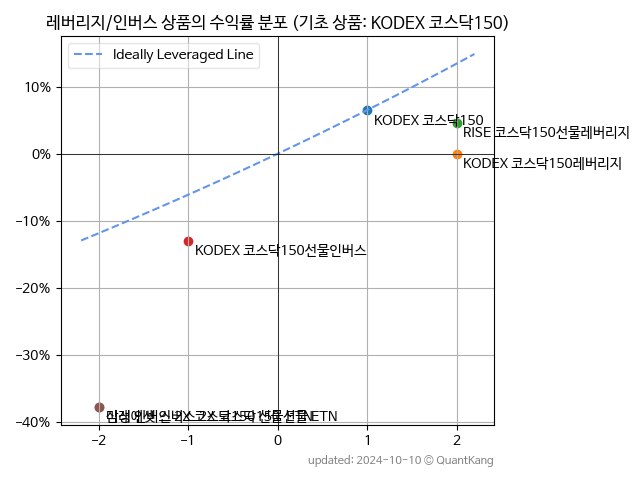 레버리지/인버스 상품의 수익률 분포 (기초 상품: KODEX 코스닥150)
Ideally Leveraged Line
10%
0%
−10%
−20%
−30%
−40%
KODEX 코스닥150
RISE 코스닥150선물레버리지
KODEX 코스닥150레버리지
KODEX 코스닥150선물인버스
ETN
−2
−1
0
1
2
updated: 2024-10-10 © QuantKang